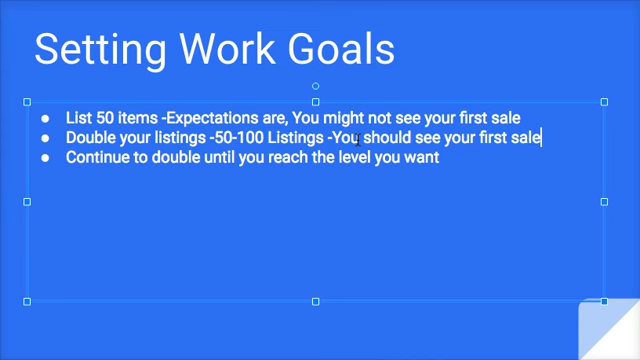 Setting Work Goals
● List 50 items -Expectations are, You might not see your first sale
● Double your listings -50-100 Listings -You should see your first sale
● Continue to double until you reach the level you want